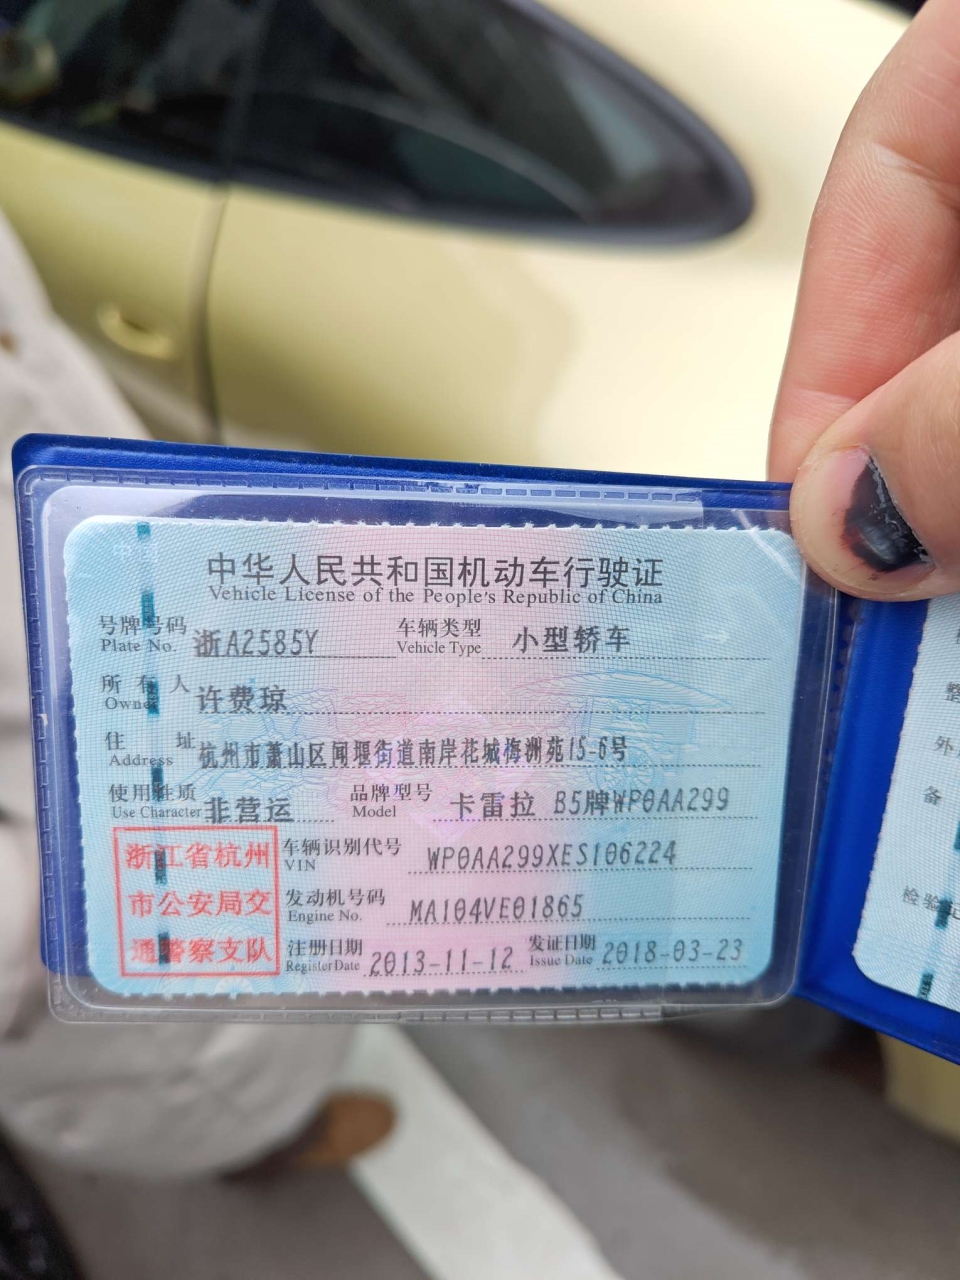 中华人民共和国机动车行驶证
Vehicle License of the People's Republic of China
号牌号码 浙A2585Y 车辆类型 小型轿车
Plate No. Vehicle Type
所有人 许费琼
Owner
住址 杭州市萧山区闻堰街道南岸花城梅洲苑15-6号
Address
使用性质 非营运 品牌型号 卡雷拉 B5牌WP0AA299
Use Character Model
浙江省杭州
市公安局交
通警察支队
车辆识别代号 WP0AA299XES106224
VIN
发动机号码 MA104VE01865
Engine No.
注册日期 2013-11-12 发证日期 2018-03-23
Register Date Issue Date
整
外
备
检验记